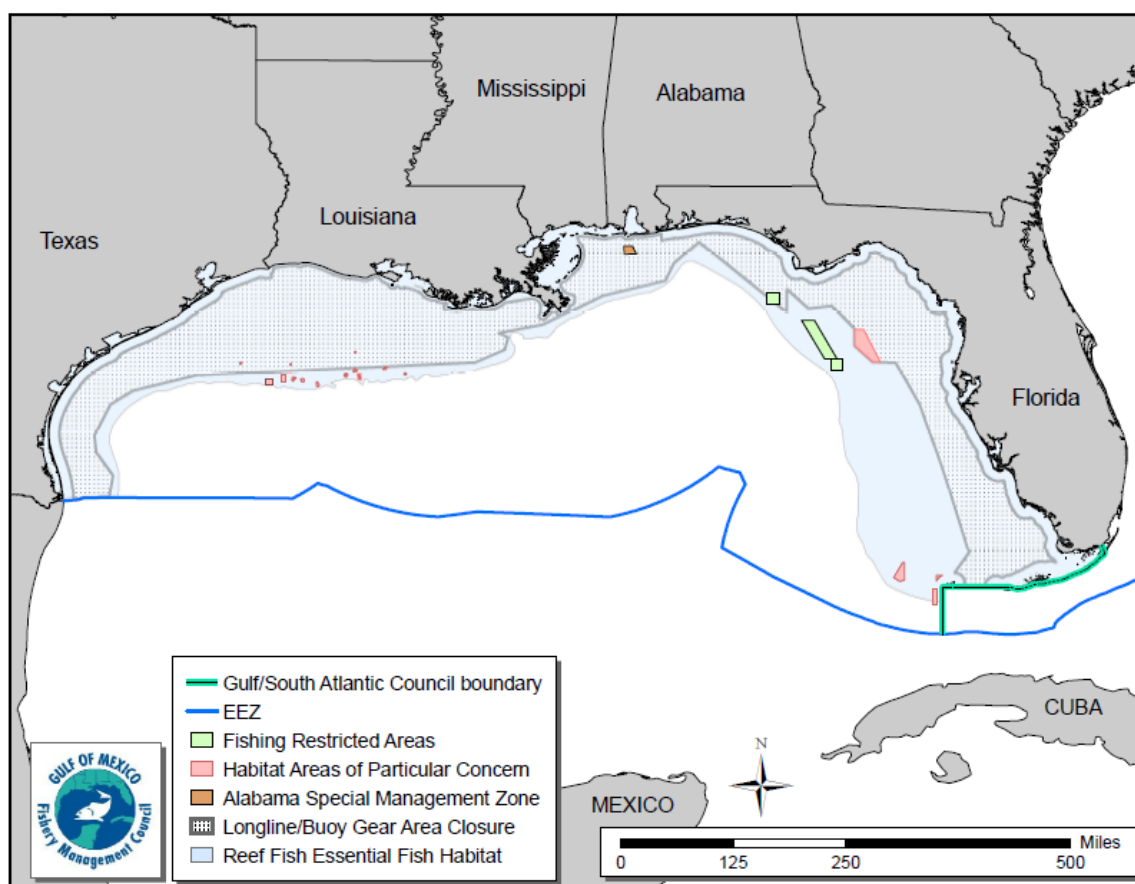 Mississippi
Alabama
Louisiana
Texas
Florida
Gulf/South Atlantic Council boundary
EEZ
Fishing Restricted Areas
Habitat Areas of Particular Concern
Alabama Special Management Zone
Longline/Buoy Gear Area Closure
Reef Fish Essential Fish Habitat
GULF OF MEXICO
Fishery Management Council
CUBA
N
MEXICO
Miles
0 125 250 500